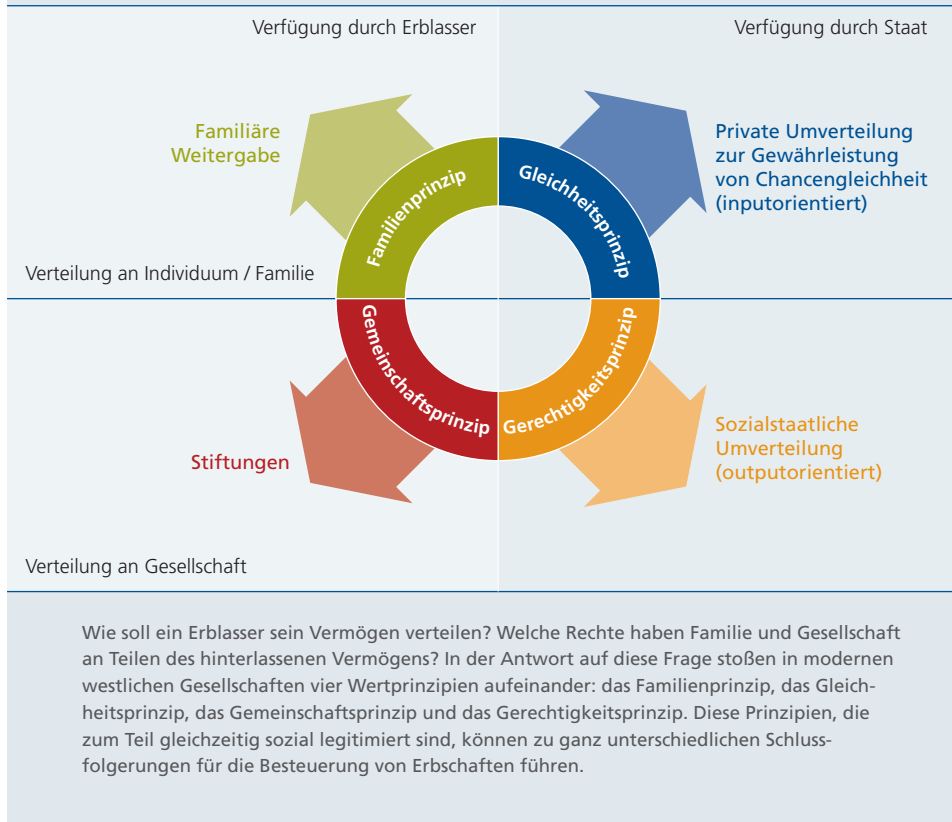 Verfügung durch Erblasser
Verfügung durch Staat
Familiäre
Weitergabe
Familienprinzip
Gleichheitsprinzip
Private Umverteilung
zur Gewährleistung
von Chancengleichheit
(inputorientiert)
Verteilung an Individuum / Familie
Stiftungen
Gemeinschaftsprinzip
Gerechtigkeitsprinzip
Sozialstaatliche
Umverteilung
(outputorientiert)
Verteilung an Gesellschaft
Wie soll ein Erblasser sein Vermögen verteilen? Welche Rechte haben Familie und Gesellschaft
an Teilen des hinterlassenen Vermögens? In der Antwort auf diese Frage stoßen in modernen
westlichen Gesellschaften vier Wertprinzipien aufeinander: das Familienprinzip, das Gleich-
heitsprinzip, das Gemeinschaftsprinzip und das Gerechtigkeitsprinzip. Diese Prinzipien, die
zum Teil gleichzeitig sozial legitimiert sind, können zu ganz unterschiedlichen Schluss-
folgerungen für die Besteuerung von Erbschaften führen.